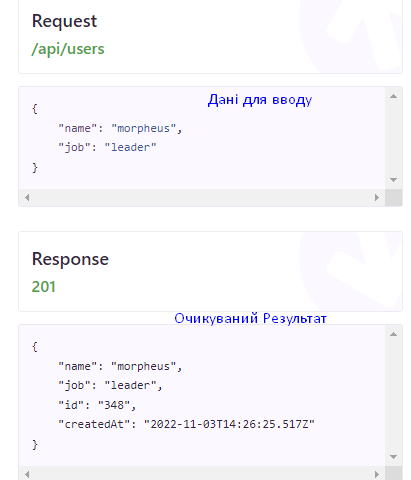 Request
/api/users
Дані для вводу
{
"name": "morpheus",
"job": "leader"
}
Response
201
Очикуваний Результат
{
"name": "morpheus",
"job": "leader",
"id": "348",
"createdAt": "2022-11-03T14:26:25.517Z"
}